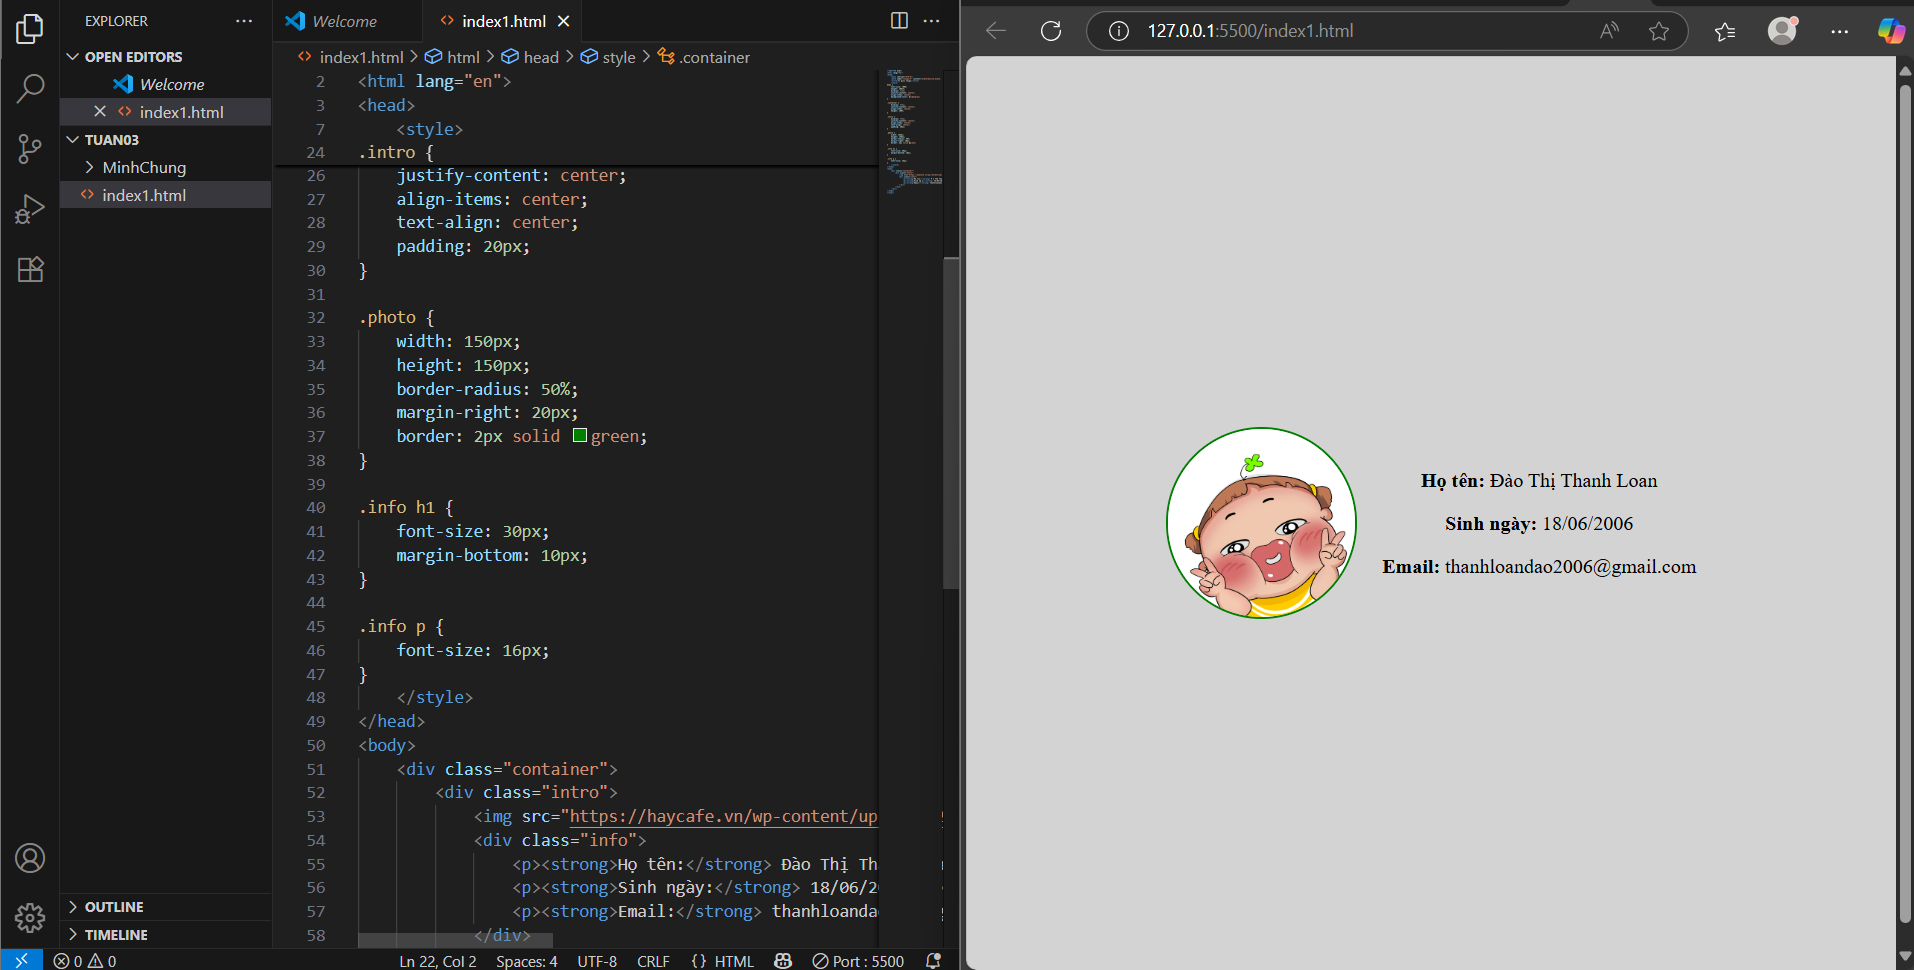 EXPLORER
OPEN EDITORS
Welcome
index1.html
TUAN03
MinhChung
index1.html
OUTLINE
TIMELINE
Welcome
index1.html
index1.html > html > head > style > .container
2 <html lang="en">
3 <head>
7 <style>
24 .intro {
26 justify-content: center;
27 align-items: center;
28 text-align: center;
29 padding: 20px;
30 }
31
32 .photo {
33 width: 150px;
34 height: 150px;
35 border-radius: 50%;
36 margin-right: 20px;
37 border: 2px solid green;
38 }
39
40 .info h1 {
41 font-size: 30px;
42 margin-bottom: 10px;
43 }
44
45 .info p {
46 font-size: 16px;
47 }
48 </style>
49 </head>
50 <body>
51 <div class="container">
52 <div class="intro">
53 <img src="https://haycafe.vn/wp-content/up
54 <div class="info">
55 <p><strong>Họ tên:</strong> Đào Thị Th
56 <p><strong>Sinh ngày:</strong> 18/06/2
57 <p><strong>Email:</strong> thanhloanda
58 </div>
0 0
Ln 22, Col 2 Spaces: 4 UTF-8 CRLF {} HTML Port : 5500
127.0.0.1:5500/index1.html
Họ tên: Đào Thị Thanh Loan
Sinh ngày: 18/06/2006
Email: thanhloandao2006@gmail.com